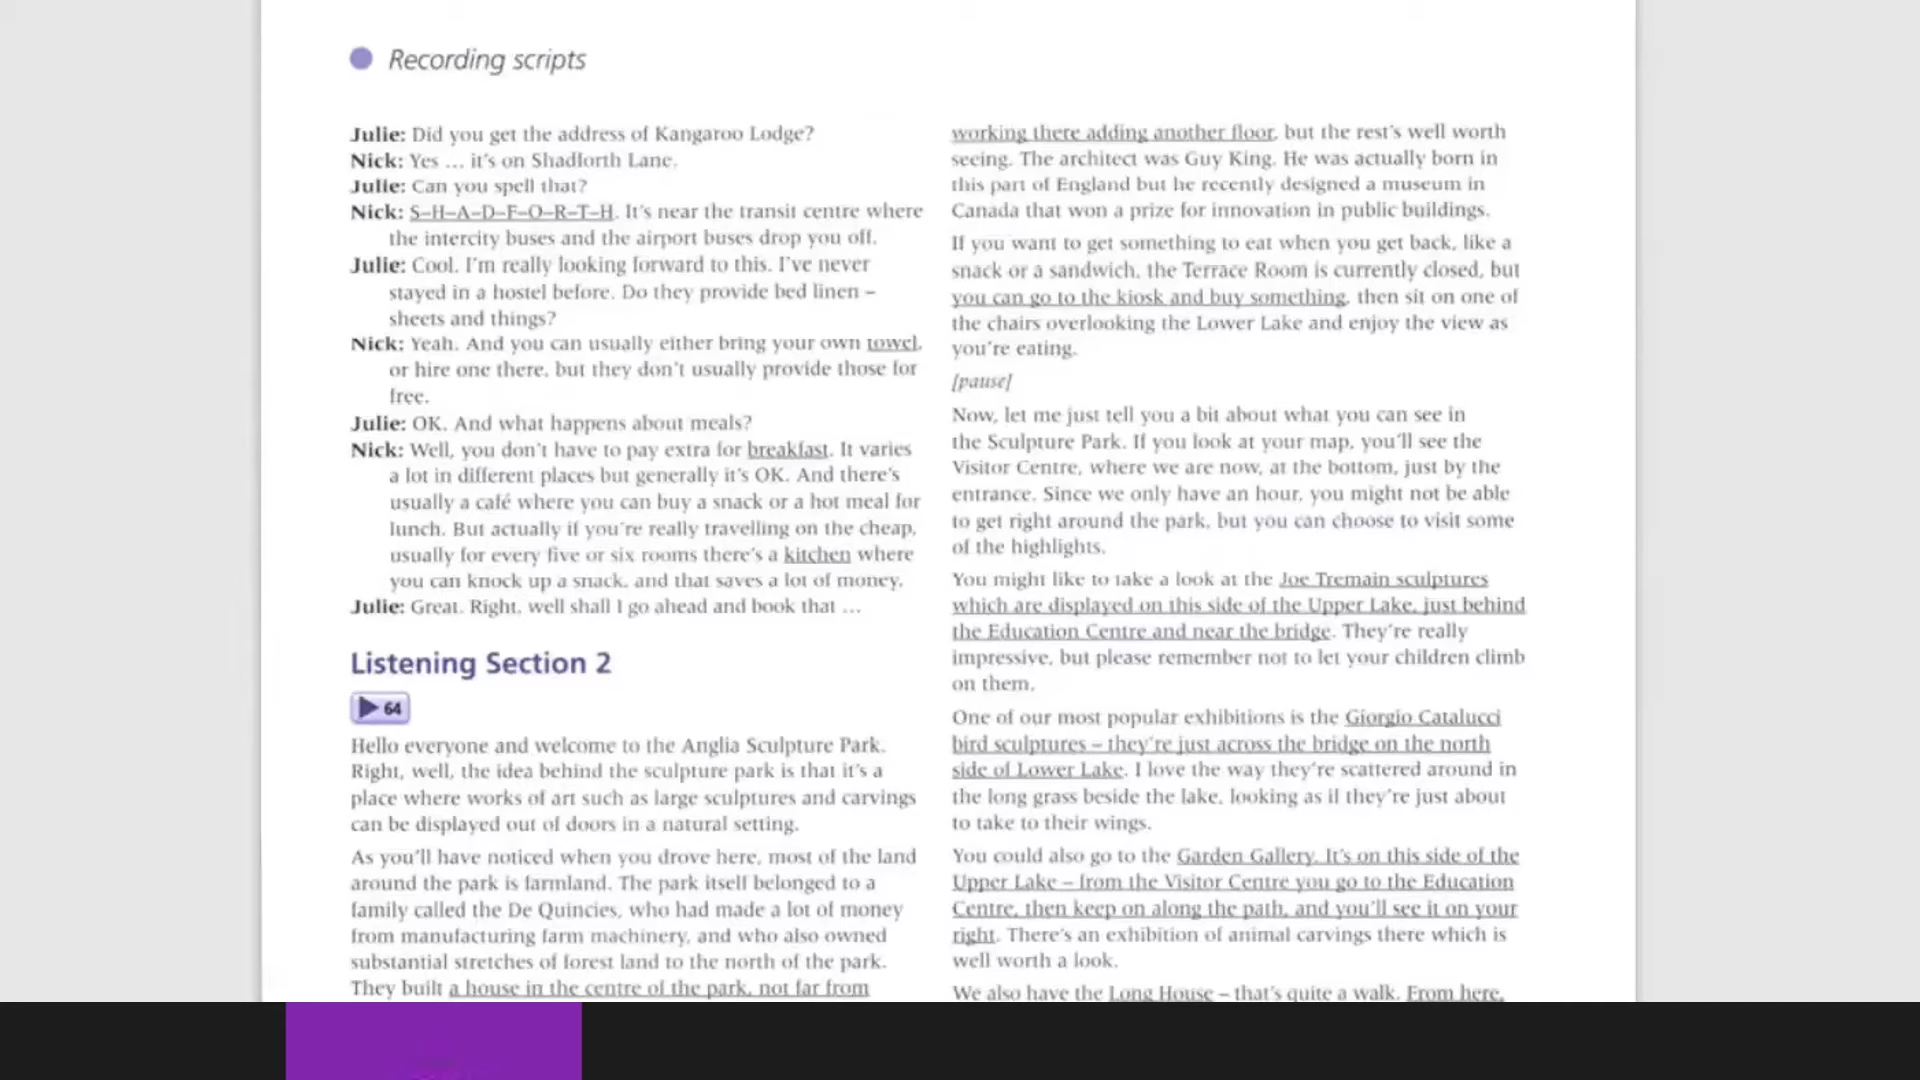 Recording scripts
Julie: Did you get the address of Kangaroo Lodge?
Nick: Yes … it's on Shadforth Lane.
Julie: Can you spell that?
Nick: S–H–A–D–F–O–R–T–H. It's near the transit centre where
the intercity buses and the airport buses drop you off.
Julie: Cool. I'm really looking forward to this. I've never
stayed in a hostel before. Do they provide bed linen –
sheets and things?
Nick: Yeah. And you can usually either bring your own towel,
or hire one there, but they don't usually provide those for
free.
Julie: OK. And what happens about meals?
Nick: Well, you don't have to pay extra for breakfast. It varies
a lot in different places but generally it's OK. And there's
usually a café where you can buy a snack or a hot meal for
lunch. But actually if you're really travelling on the cheap,
usually for every five or six rooms there's a kitchen where
you can knock up a snack, and that saves a lot of money.
Julie: Great. Right, well shall I go ahead and book that …
Listening Section 2
64
Hello everyone and welcome to the Anglia Sculpture Park.
Right, well, the idea behind the sculpture park is that it's a
place where works of art such as large sculptures and carvings
can be displayed out of doors in a natural setting.
As you'll have noticed when you drove here, most of the land
around the park is farmland. The park itself belonged to a
family called the De Quincies, who had made a lot of money
from manufacturing farm machinery, and who also owned
substantial stretches of forest land to the north of the park.
They built a house in the centre of the park, not far from
working there adding another floor, but the rest's well worth
seeing. The architect was Guy King. He was actually born in
this part of England but he recently designed a museum in
Canada that won a prize for innovation in public buildings.
If you want to get something to eat when you get back, like a
snack or a sandwich, the Terrace Room is currently closed, but
you can go to the kiosk and buy something, then sit on one of
the chairs overlooking the Lower Lake and enjoy the view as
you're eating.
[pause]
Now, let me just tell you a bit about what you can see in
the Sculpture Park. If you look at your map, you'll see the
Visitor Centre, where we are now, at the bottom, just by the
entrance. Since we only have an hour, you might not be able
to get right around the park, but you can choose to visit some
of the highlights.
You might like to take a look at the Joe Tremain sculptures
which are displayed on this side of the Upper Lake, just behind
the Education Centre and near the bridge. They're really
impressive, but please remember not to let your children climb
on them.
One of our most popular exhibitions is the Giorgio Catalucci
bird sculptures – they're just across the bridge on the north
side of Lower Lake. I love the way they're scattered around in
the long grass beside the lake, looking as if they're just about
to take to their wings.
You could also go to the Garden Gallery. It's on this side of the
Upper Lake – from the Visitor Centre you go to the Education
Centre, then keep on along the path, and you'll see it on your
right. There's an exhibition of animal carvings there which is
well worth a look.
We also have the Long House – that's quite a walk. From here,